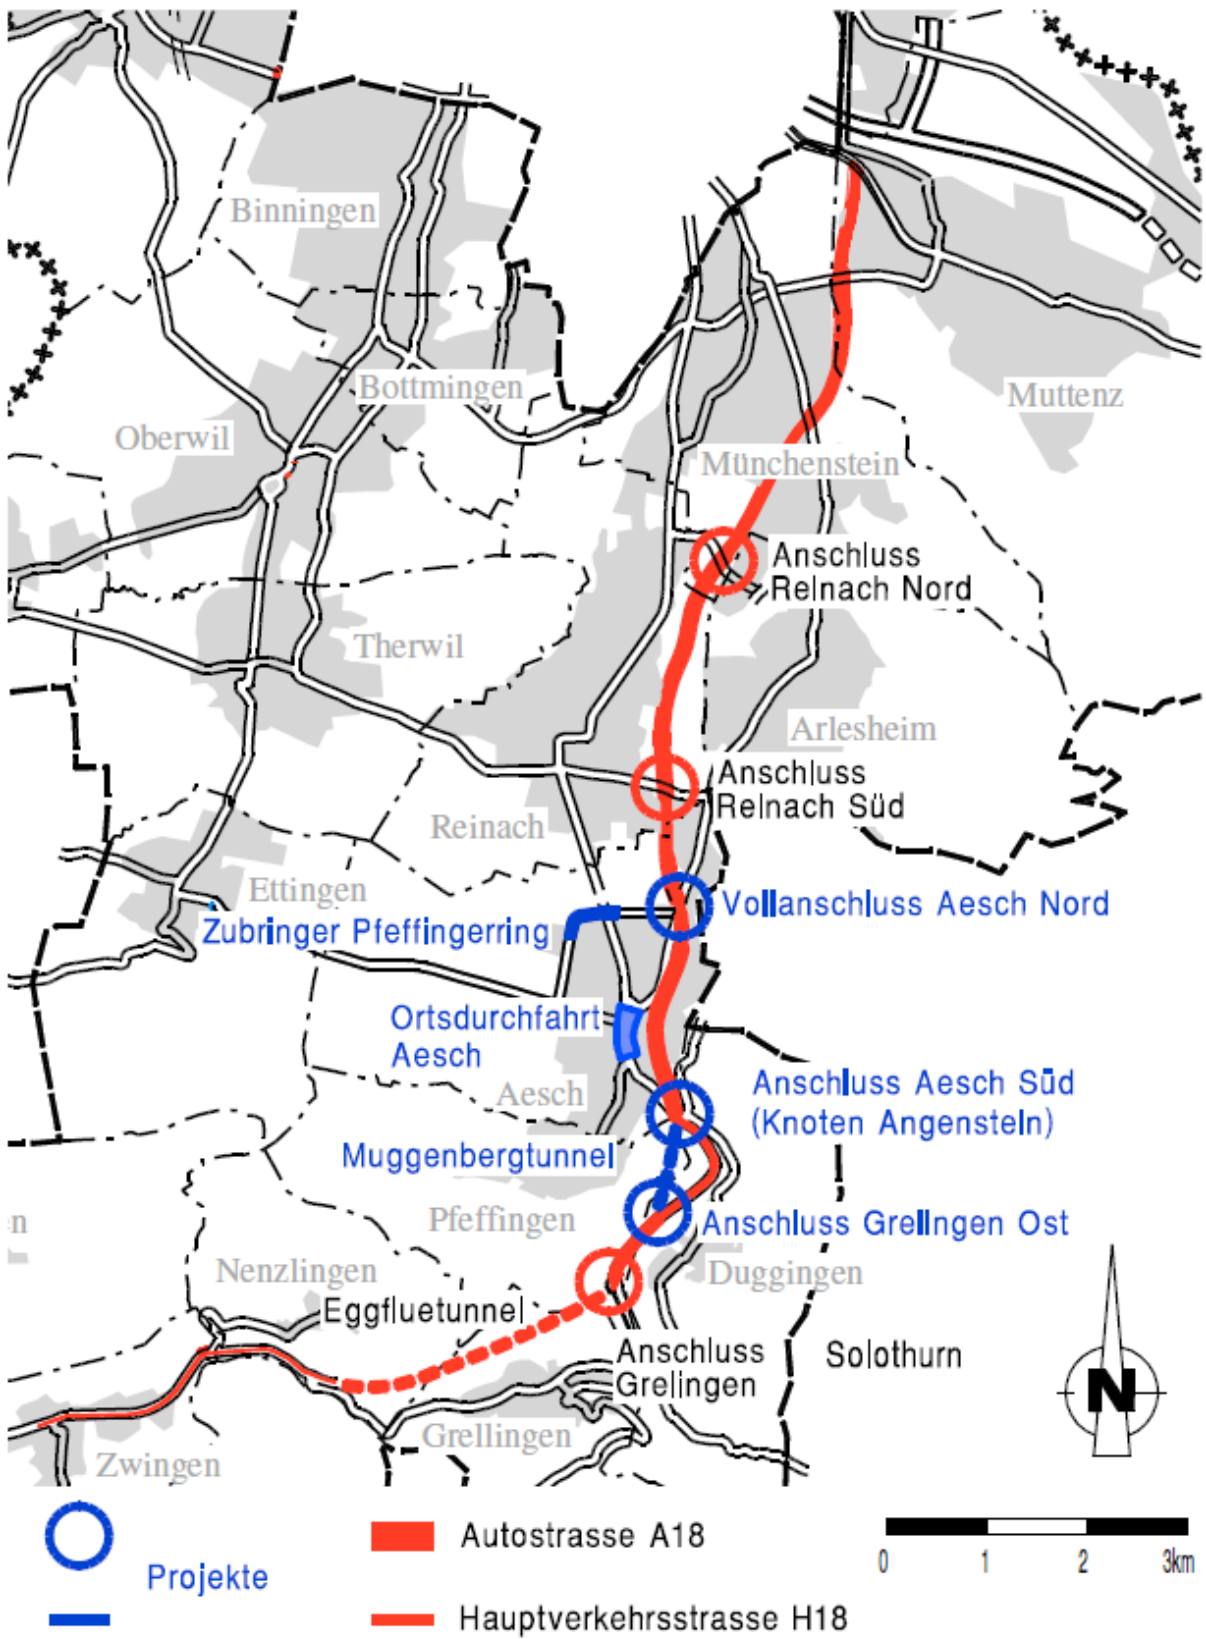 Binningen
Bottmingen
Muttenz
Oberwil
Münchenstein
Anschluss
Reinach Nord
Therwil
Arlesheim
Anschluss
Reinach Süd
Reinach
Ettingen
Vollanschluss Aesch Nord
Zubringer Pfeffingerring
Ortsdurchfahrt
Aesch
Anschluss Aesch Süd
(Knoten Angenstein)
Aesch
Muggenbergtunnel
Pfeffingen
Anschluss Grellngen Ost
n
Nenzlingen
Duggingen
Eggfluetunnel
Anschluss
Grelingen
Solothurn
N
Grellingen
Zwingen
Projekte
Autostrasse A18
Hauptverkehrsstrasse H18
0 1 2 3km